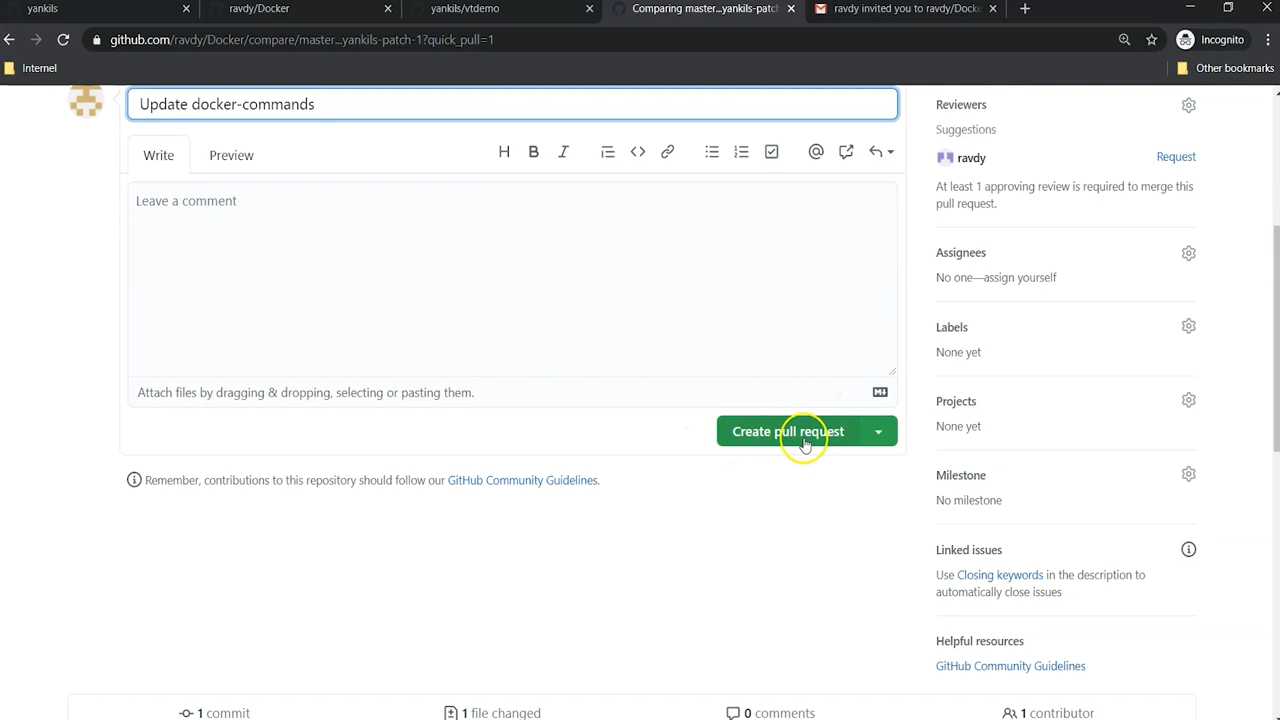 yankils
ravdy/Docker
yankils/vtdemo
Comparing master...yankils-patch
ravdy invited you to ravdy/Docke
github.com/ravdy/Docker/compare/master...yankils-patch-1?quick_pull=1
Incognito
Internet
Other bookmarks
Update docker-commands
Write
Preview
Leave a comment
Attach files by dragging & dropping, selecting or pasting them.
Create pull request
Remember, contributions to this repository should follow our GitHub Community Guidelines.
Reviewers
Suggestions
ravdy
Request
At least 1 approving review is required to merge this
pull request.
Assignees
No one—assign yourself
Labels
None yet
Projects
None yet
Milestone
No milestone
Linked issues
Use Closing keywords in the description to
automatically close issues
Helpful resources
GitHub Community Guidelines
1 commit
1 file changed
0 comments
1 contributor